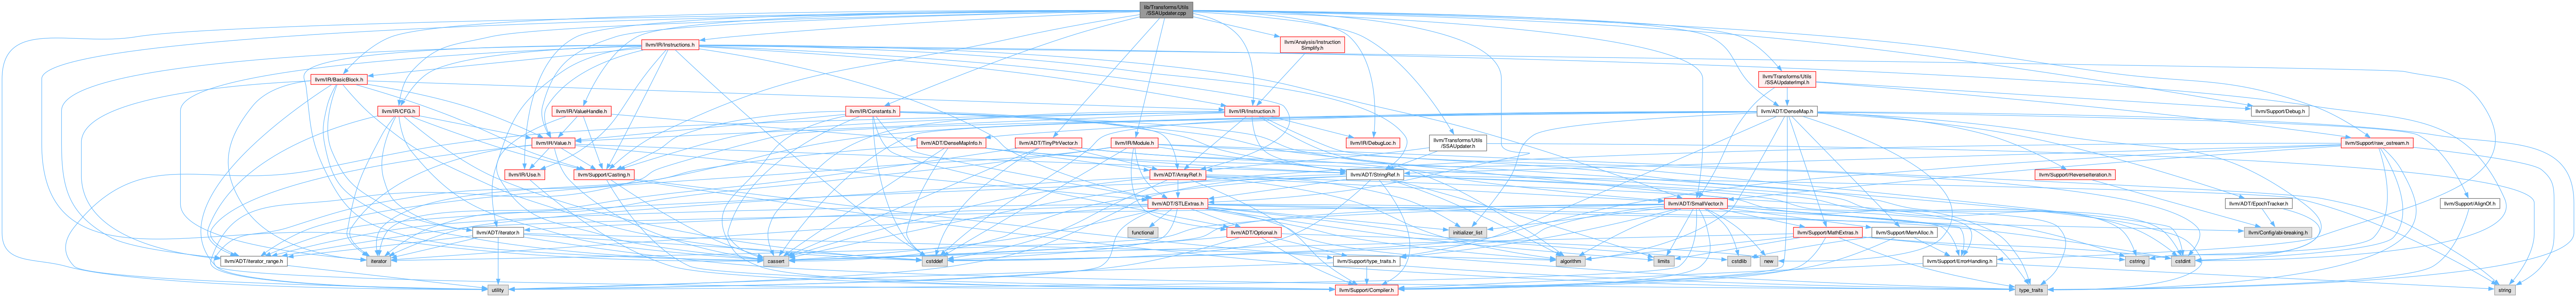 lib/Transforms/Utils
/SSAUpdater.cpp
llvm/IR/Instructions.h
llvm/Analysis/Instruction
Simplify.h
llvm/IR/BasicBlock.h
llvm/Transforms/Utils
/SSAUpdaterImpl.h
llvm/IR/CFG.h
llvm/IR/ValueHandle.h
llvm/IR/Constants.h
llvm/IR/Instruction.h
llvm/ADT/DenseMap.h
llvm/Support/Debug.h
llvm/IR/Value.h
llvm/ADT/DenseMapInfo.h
llvm/ADT/TinyPtrVector.h
llvm/IR/Module.h
llvm/IR/DebugLoc.h
llvm/Transforms/Utils
/SSAUpdater.h
llvm/Support/raw_ostream.h
llvm/IR/Use.h
llvm/Support/Casting.h
llvm/ADT/ArrayRef.h
llvm/ADT/StringRef.h
llvm/Support/ReverseIteration.h
llvm/ADT/STLExtras.h
llvm/ADT/SmallVector.h
llvm/ADT/EpochTracker.h
llvm/Support/AlignOf.h
llvm/ADT/iterator.h
functional
llvm/ADT/Optional.h
initializer_list
llvm/Support/MathExtras.h
llvm/Support/MemAlloc.h
llvm/Config/abi-breaking.h
llvm/ADT/iterator_range.h
iterator
cassert
cstddef
llvm/Support/type_traits.h
algorithm
limits
cstdlib
new
llvm/Support/ErrorHandling.h
cstring
cstdint
utility
llvm/Support/Compiler.h
type_traits
string